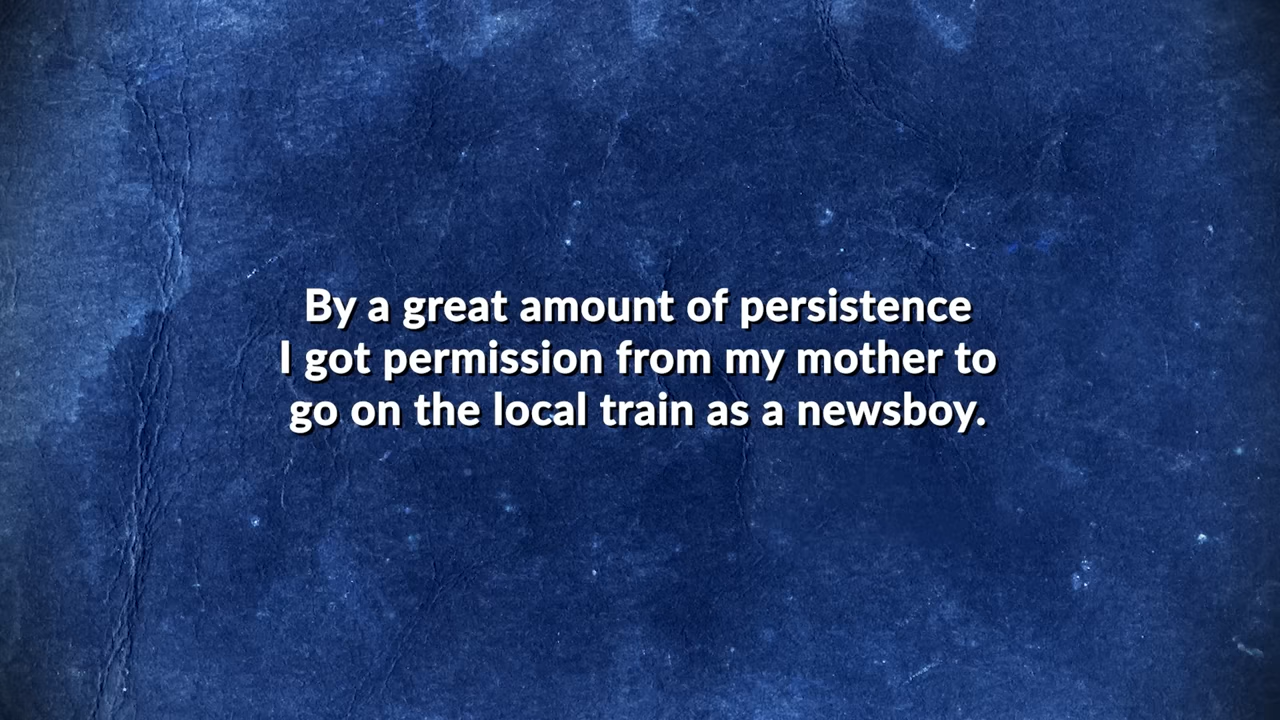 By a great amount of persistence
I got permission from my mother to
go on the local train as a newsboy.